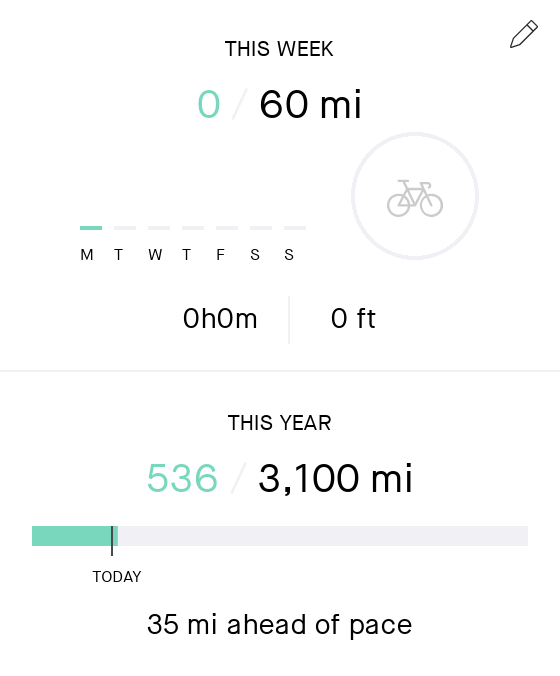 THIS WEEK
0 / 60 mi
M T W T F S S
0h0m 0 ft
THIS YEAR
536 / 3,100 mi
TODAY
35 mi ahead of pace